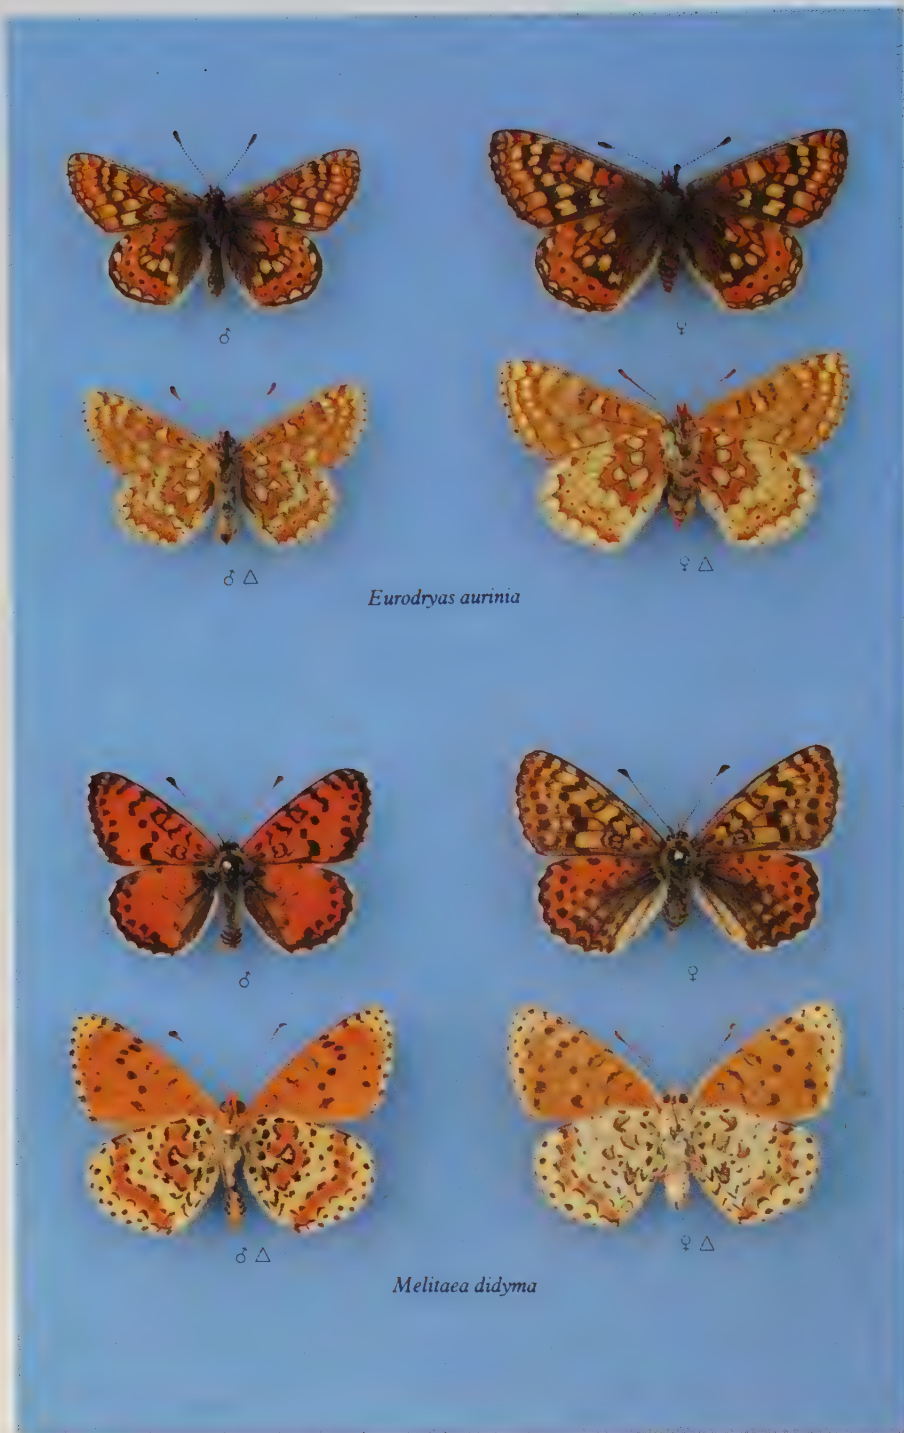 ♂ ♀
♂ △ ♀ △
Eurodryas aurinia
♂ ♀
♂ △ ♀ △
Melitaea didyma